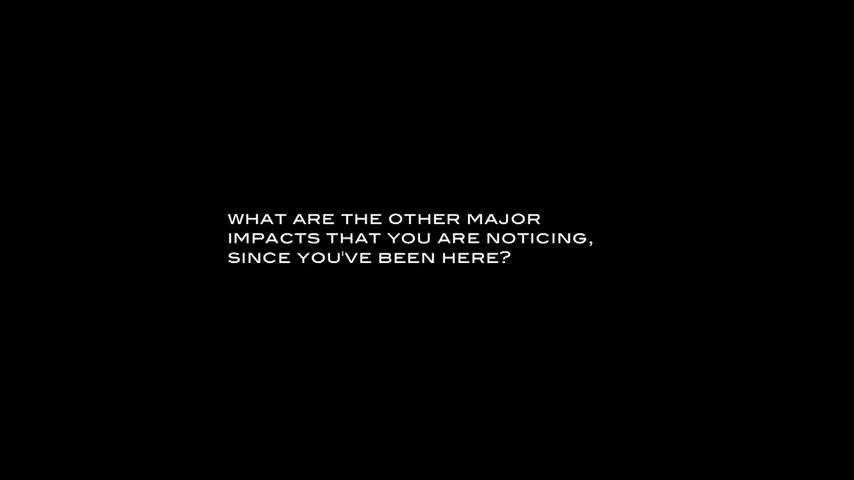 WHAT ARE THE OTHER MAJOR
IMPACTS THAT YOU ARE NOTICING,
SINCE YOU'VE BEEN HERE?